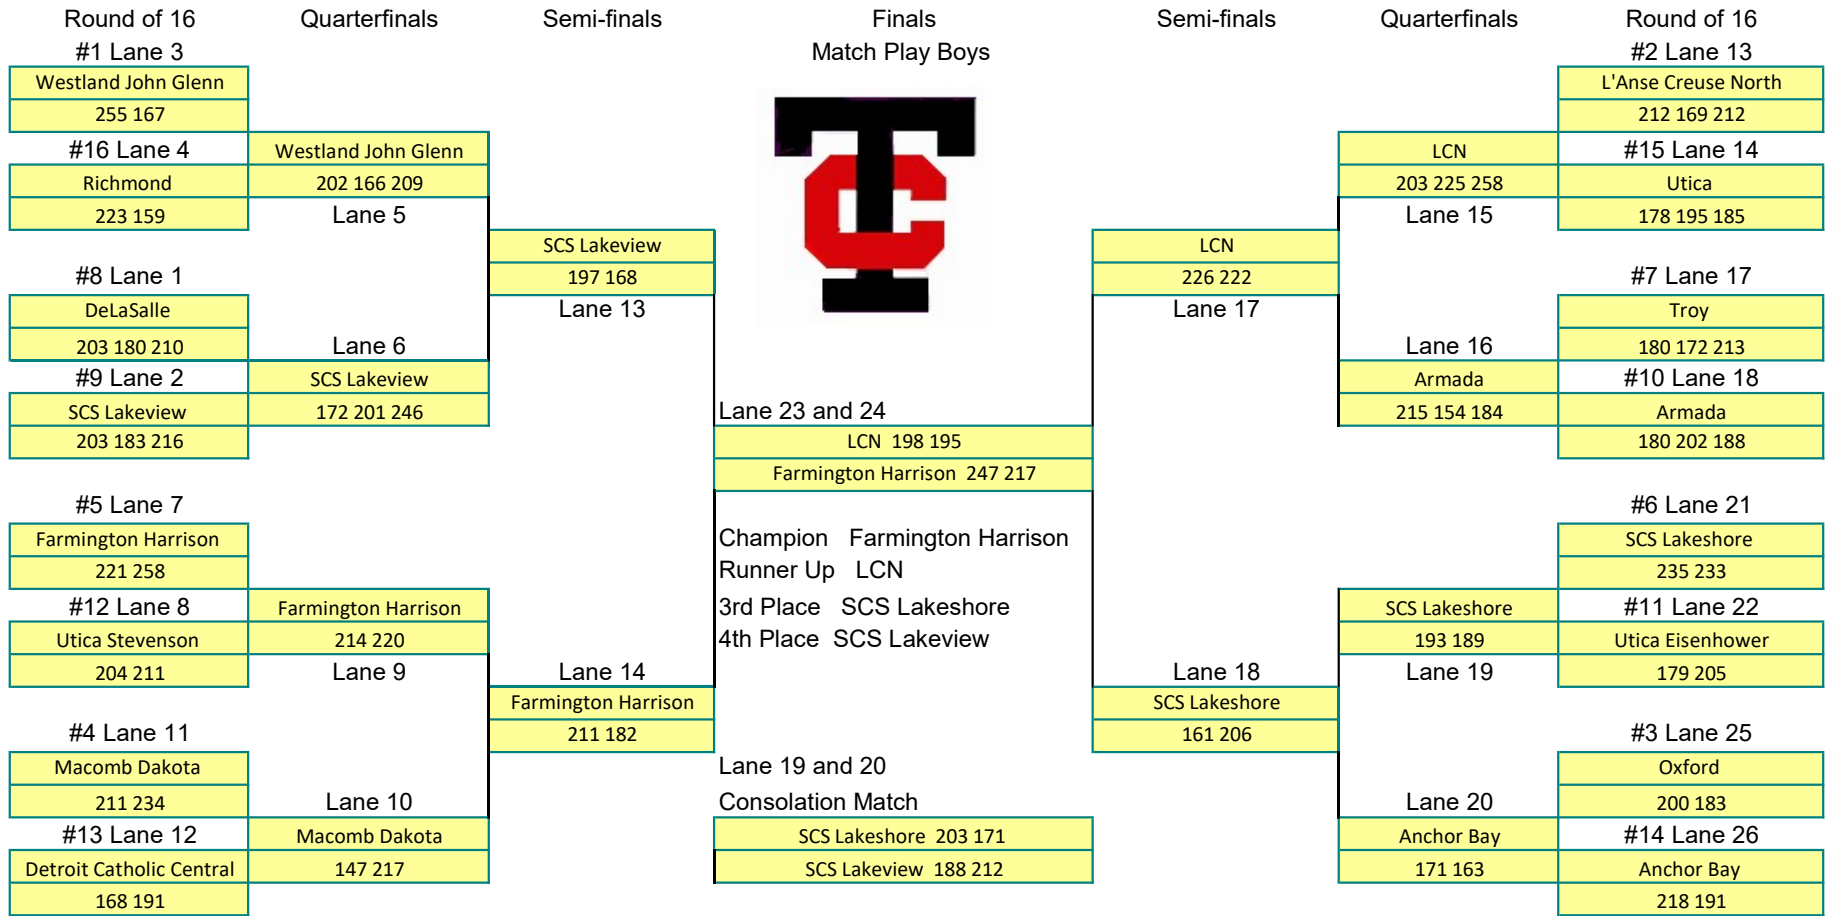 Round of 16 Quarterfinals Semi-finals Finals Semi-finals Quarterfinals Round of 16
#1 Lane 3 Match Play Boys #2 Lane 13
Westland John Glenn L'Anse Creuse North
255 167 212 169 212
#16 Lane 4 Westland John Glenn LCN #15 Lane 14
Richmond 202 166 209 203 225 258 Utica
223 159 Lane 5 Lane 15 178 195 185
SCS Lakeview LCN
#8 Lane 1 197 168 226 222 #7 Lane 17
DeLaSalle Lane 13 Lane 17 Troy
203 180 210 Lane 6 Lane 16 180 172 213
#9 Lane 2 SCS Lakeview Armada #10 Lane 18
SCS Lakeview 172 201 246 Lane 23 and 24 215 154 184 Armada
203 183 216 LCN 198 195 180 202 188
Farmington Harrison 247 217
#5 Lane 7 #6 Lane 21
Farmington Harrison Champion Farmington Harrison SCS Lakeshore
221 258 Runner Up LCN 235 233
#12 Lane 8 Farmington Harrison 3rd Place SCS Lakeshore SCS Lakeshore #11 Lane 22
Utica Stevenson 214 220 4th Place SCS Lakeview 193 189 Utica Eisenhower
204 211 Lane 9 Lane 14 Lane 18 Lane 19 179 205
Farmington Harrison SCS Lakeshore
#4 Lane 11 211 182 161 206 #3 Lane 25
Macomb Dakota Lane 19 and 20 Oxford
211 234 Lane 10 Consolation Match Lane 20 200 183
#13 Lane 12 Macomb Dakota SCS Lakeshore 203 171 Anchor Bay #14 Lane 26
Detroit Catholic Central 147 217 SCS Lakeview 188 212 171 163 Anchor Bay
168 191 218 191
TC